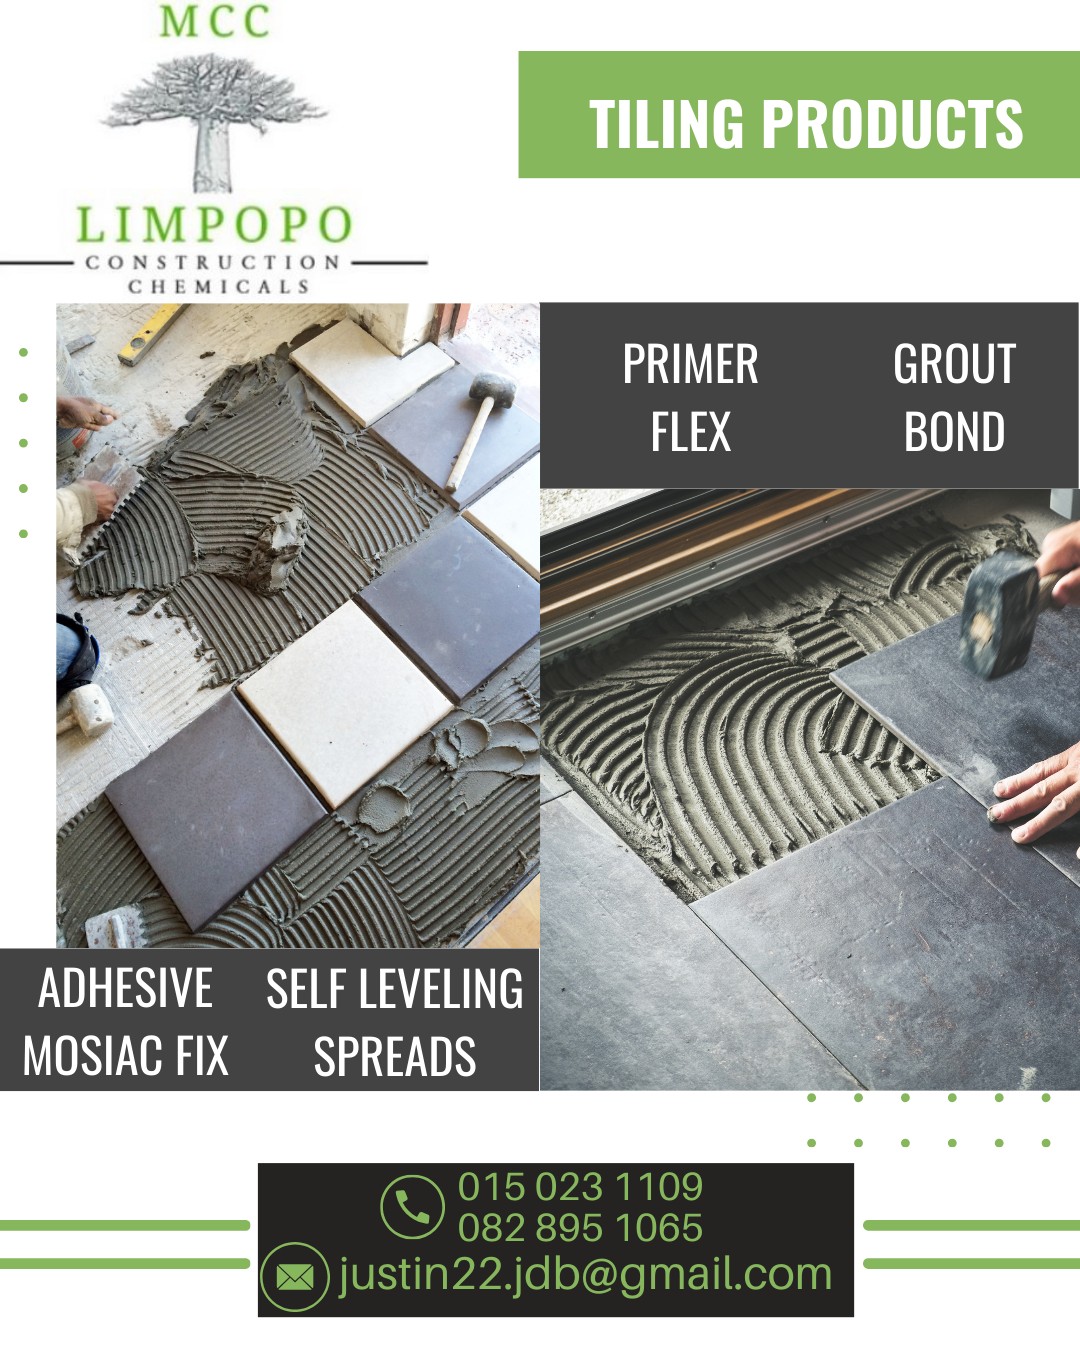 MCC
LIMPOPO
CONSTRUCTION
CHEMICALS
TILING PRODUCTS
PRIMER
FLEX
GROUT
BOND
ADHESIVE
MOSIAC FIX
SELF LEVELING
SPREADS
015 023 1109
082 895 1065
justin22.jdb@gmail.com